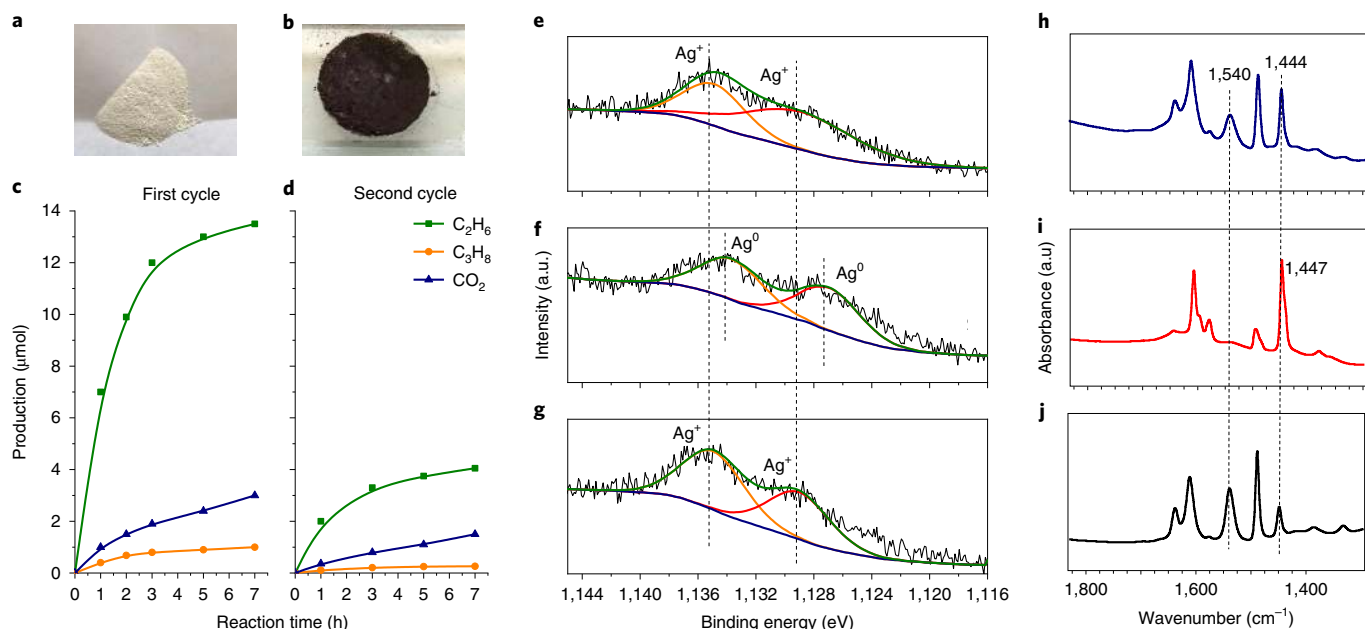 a
b
c
First cycle
14
12
10
8
6
4
2
0
Production (μmol)
0 1 2 3 4 5 6 7
d
Second cycle
C₂H₆
C₃H₈
CO₂
0 1 2 3 4 5 6 7
Reaction time (h)
e
Ag⁺
Ag⁺
f
Ag⁰
Ag⁰
Intensity (a.u.)
g
Ag⁺
Ag⁺
1,144 1,140 1,136 1,132 1,128 1,124 1,120 1,116
Binding energy (eV)
h
1,540
1,444
i
1,447
Absorbance (a.u)
j
1,800 1,600 1,400
Wavenumber (cm⁻¹)